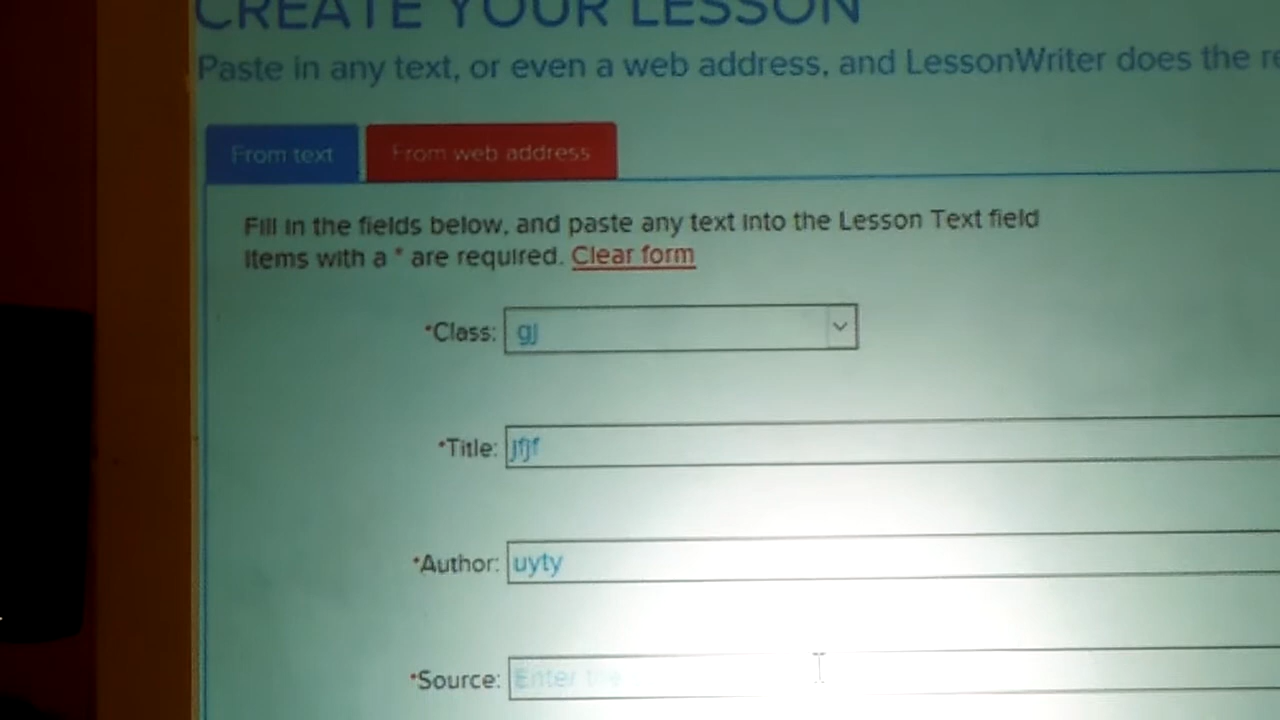 CREATE YOUR LESSON
Paste in any text, or even a web address, and LessonWriter does the
From text
From web address
Fill in the fields below, and paste any text into the Lesson Text field
Items with a * are required. Clear form
*Class: gj
*Title: jfjf
*Author: uyty
*Source: Enter the